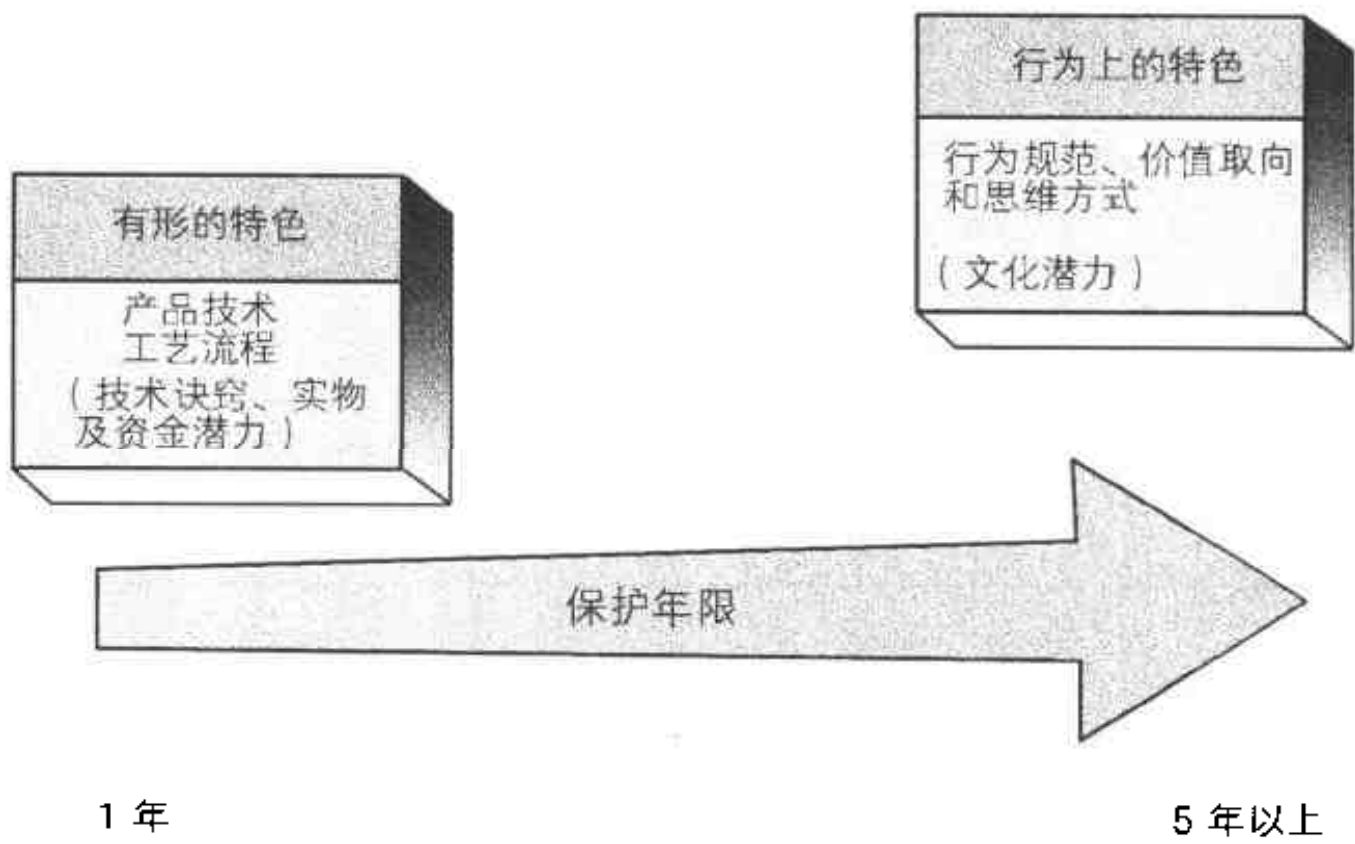 有形的特色
产品技术
工艺流程
（技术诀窍、实物
及资金潜力）
行为上的特色
行为规范、价值取向
和思维方式
（文化潜力）
保护年限
1 年
5 年以上